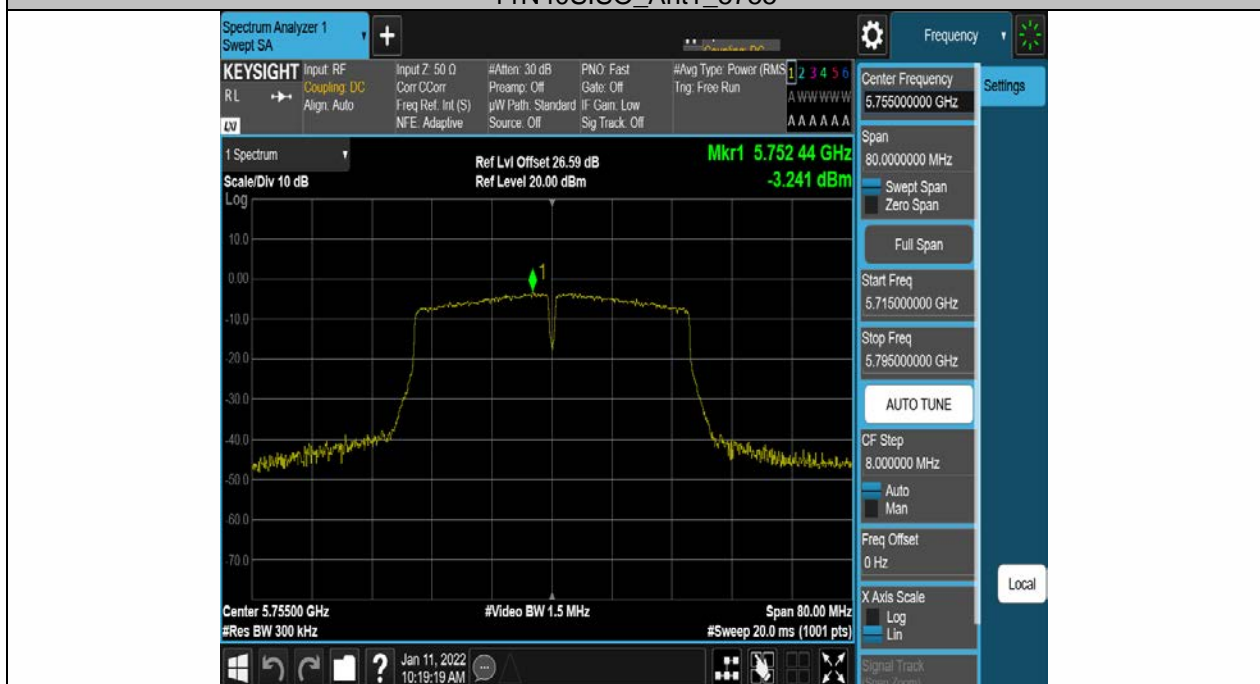 11N40SISO_Ant1_5755
Spectrum Analyzer 1
Swept SA
+
Frequency
KEYSIGHT
RL
LXI
Input: RF
Coupling: DC
Align: Auto
Input Z: 50 Ω
Corr CCorr
Freq Ref: Int (S)
NFE: Adaptive
#Atten: 30 dB
Preamp: Off
µW Path: Standard
Source: Off
PNO: Fast
Gate: Off
IF Gain: Low
Sig Track: Off
#Avg Type: Power (RMS
Trig: Free Run
1 2 3 4 5 6
A W W W W W
A A A A A A
Center Frequency
5.755000000 GHz
Settings
Span
80.0000000 MHz
Swept Span
Zero Span
Full Span
Start Freq
5.715000000 GHz
Stop Freq
5.795000000 GHz
AUTO TUNE
CF Step
8.000000 MHz
Auto
Man
Freq Offset
0 Hz
X Axis Scale
Log
Lin
Signal Track
(Span Zoom)
Local
1 Spectrum
Scale/Div 10 dB
Log
Ref Lvl Offset 26.59 dB
Ref Level 20.00 dBm
Mkr1 5.752 44 GHz
-3.241 dBm
1
10.0
0.00
-10.0
-20.0
-30.0
-40.0
-50.0
-60.0
-70.0
Center 5.75500 GHz
#Res BW 300 kHz
#Video BW 1.5 MHz
Span 80.00 MHz
#Sweep 20.0 ms (1001 pts)
?
Jan 11, 2022
10:19:19 AM